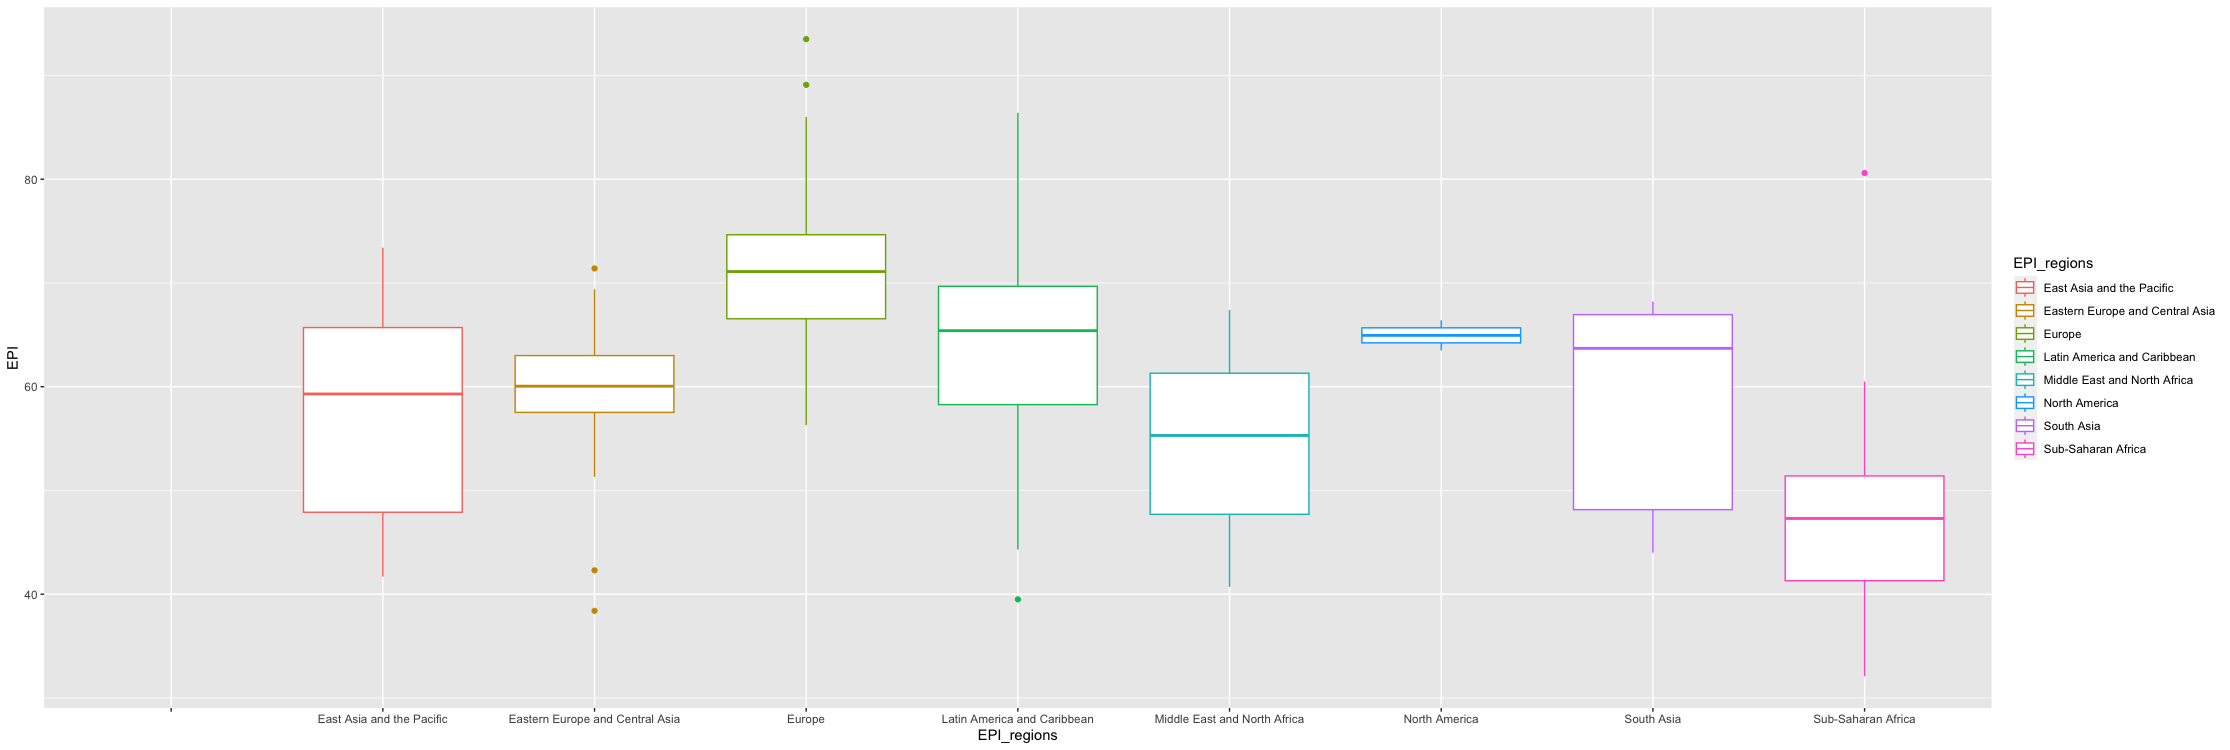 EPI
80
60
40
East Asia and the Pacific
Eastern Europe and Central Asia
Europe
Latin America and Caribbean
Middle East and North Africa
North America
South Asia
Sub-Saharan Africa
EPI_regions
EPI_regions
East Asia and the Pacific
Eastern Europe and Central Asia
Europe
Latin America and Caribbean
Middle East and North Africa
North America
South Asia
Sub-Saharan Africa